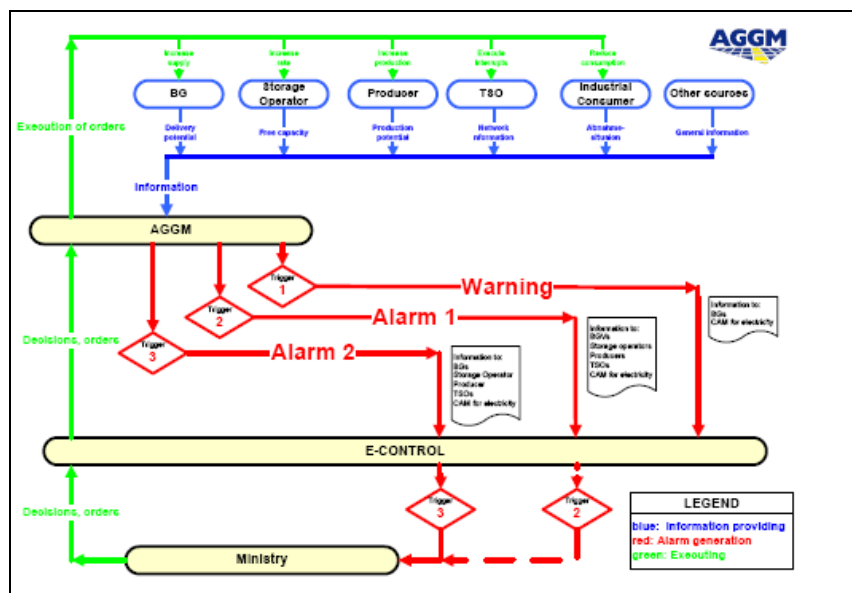 AGGM
Increase
supply
Increase
rate
Increase
production
Execute
Interrupts
Reduce
consumption
BG
Storage
Operator
Producer
TSO
Industrial
Consumer
Other sources
Execution of orders
Delivery
potential
Free capacity
Production
potential
Network
nformation
Abnahme-
situation
General information
Information
AGGM
Trigger
1
Warning
Trigger
2
Alarm 1
Trigger
3
Alarm 2
Decisions, orders
Information to:
BGs
CAM for electricity
Information to:
BGVs
Storage operators
Producers
TSOs
CAM for electricity
Information to:
BGs
Storage Operator
Producer
TSOs
CAM for electricity
E-CONTROL
Trigger
3
Trigger
2
Decisions, orders
Ministry
LEGEND
blue: Information providing
red: Alarm generation
green: Executing